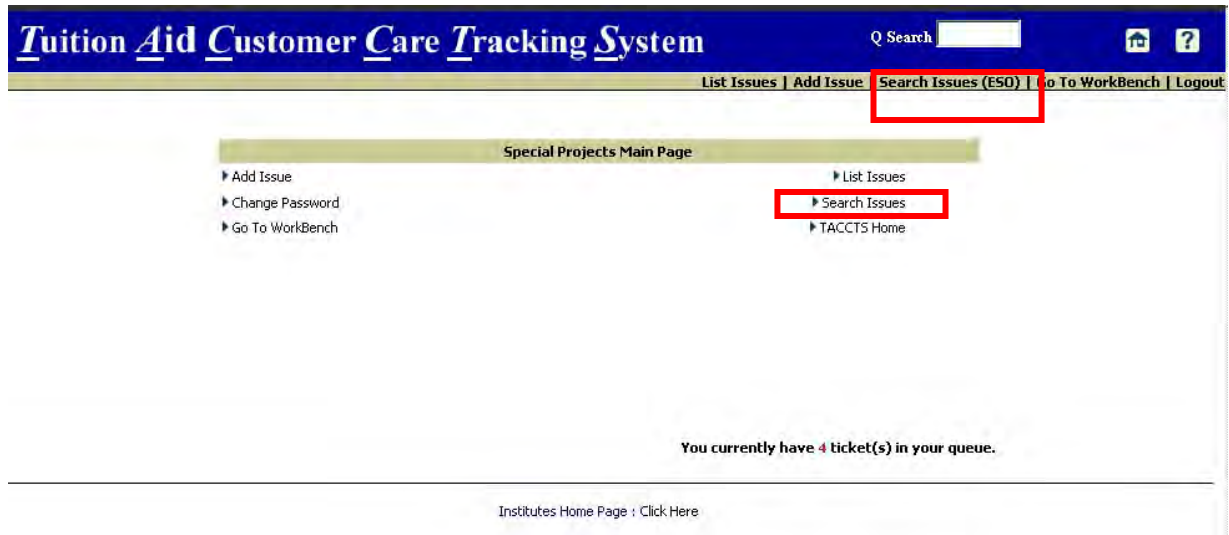 Tuition Aid Customer Care Tracking System Q Search ?
List Issues | Add Issue | Search Issues (ESO) | Go To WorkBench | Logout
Special Projects Main Page
Add Issue List Issues
Change Password Search Issues
Go To WorkBench TACCTS Home
You currently have 4 ticket(s) in your queue.
Institutes Home Page : Click Here